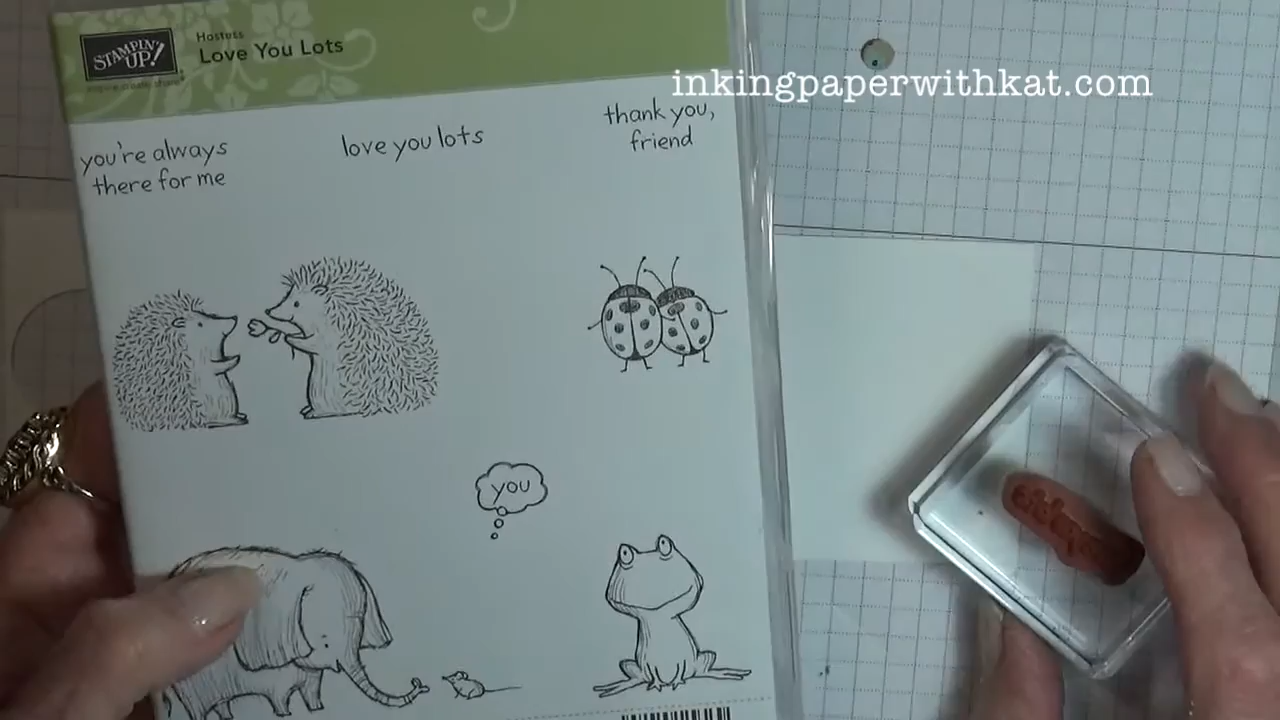 STAMPIN' UP!
Hostess
Love You Lots
inkingpaperwithkat.com
you're always
there for me
love you lots
thank you,
friend
you